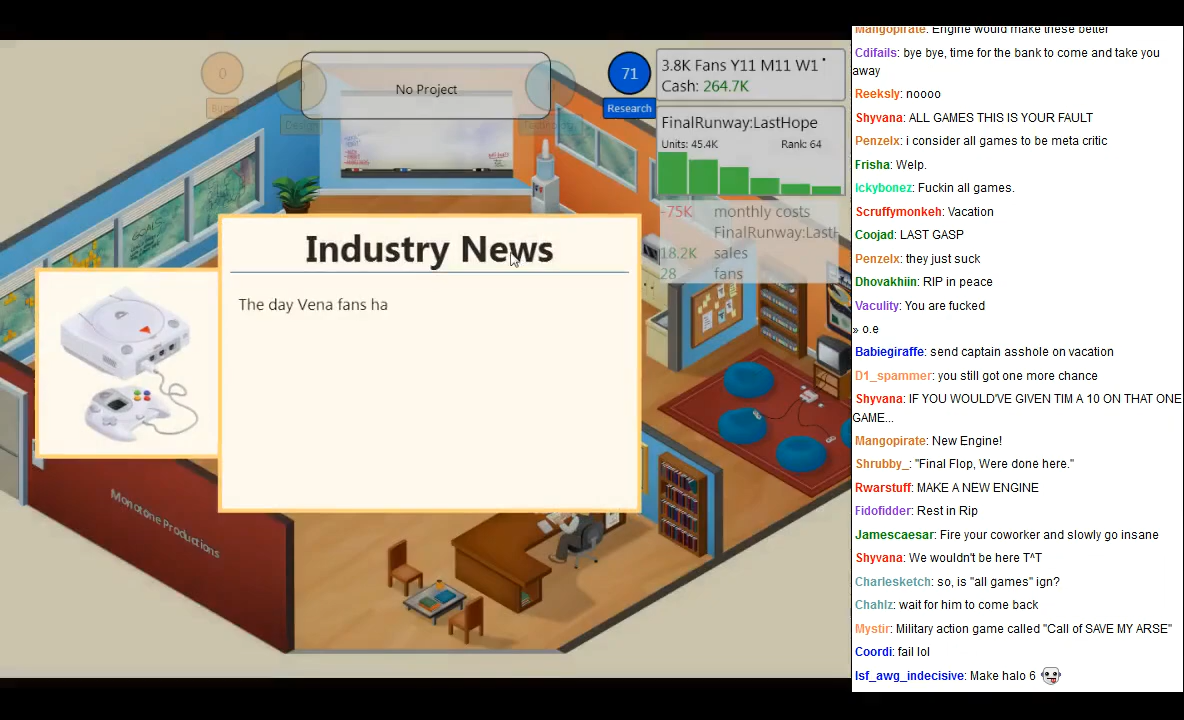 0
Bugs
No Project
71
Research
Design
Technology
3.8K Fans Y11 M11 W1
Cash: 264.7K
FinalRunway:LastHope
Units: 45.4K Rank: 64
-75K monthly costs
FinalRunway:LastH
18.2K sales
28 fans
GOALS
Industry News
The day Vena fans ha
Monotone Productions
Mangopirate: Engine would make these better
Cdifails: bye bye, time for the bank to come and take you
away
Reeksly: noooo
Shyvana: ALL GAMES THIS IS YOUR FAULT
Penzelx: i consider all games to be meta critic
Frisha: Welp.
Ickybonez: Fuckin all games.
Scruffymonkeh: Vacation
Coojad: LAST GASP
Penzelx: they just suck
Dhovakhiin: RIP in peace
Vaculity: You are fucked
» o.e
Babiegiraffe: send captain asshole on vacation
D1_spammer: you still got one more chance
Shyvana: IF YOU WOULD'VE GIVEN TIM A 10 ON THAT ONE
GAME...
Mangopirate: New Engine!
Shrubby_: "Final Flop, Were done here."
Rwarstuff: MAKE A NEW ENGINE
Fidofidder: Rest in Rip
Jamescaesar: Fire your coworker and slowly go insane
Shyvana: We wouldn't be here T^T
Charlesketch: so, is "all games" ign?
Chahlz: wait for him to come back
Mystir: Military action game called "Call of SAVE MY ARSE"
Coordi: fail lol
lsf_awg_indecisive: Make halo 6